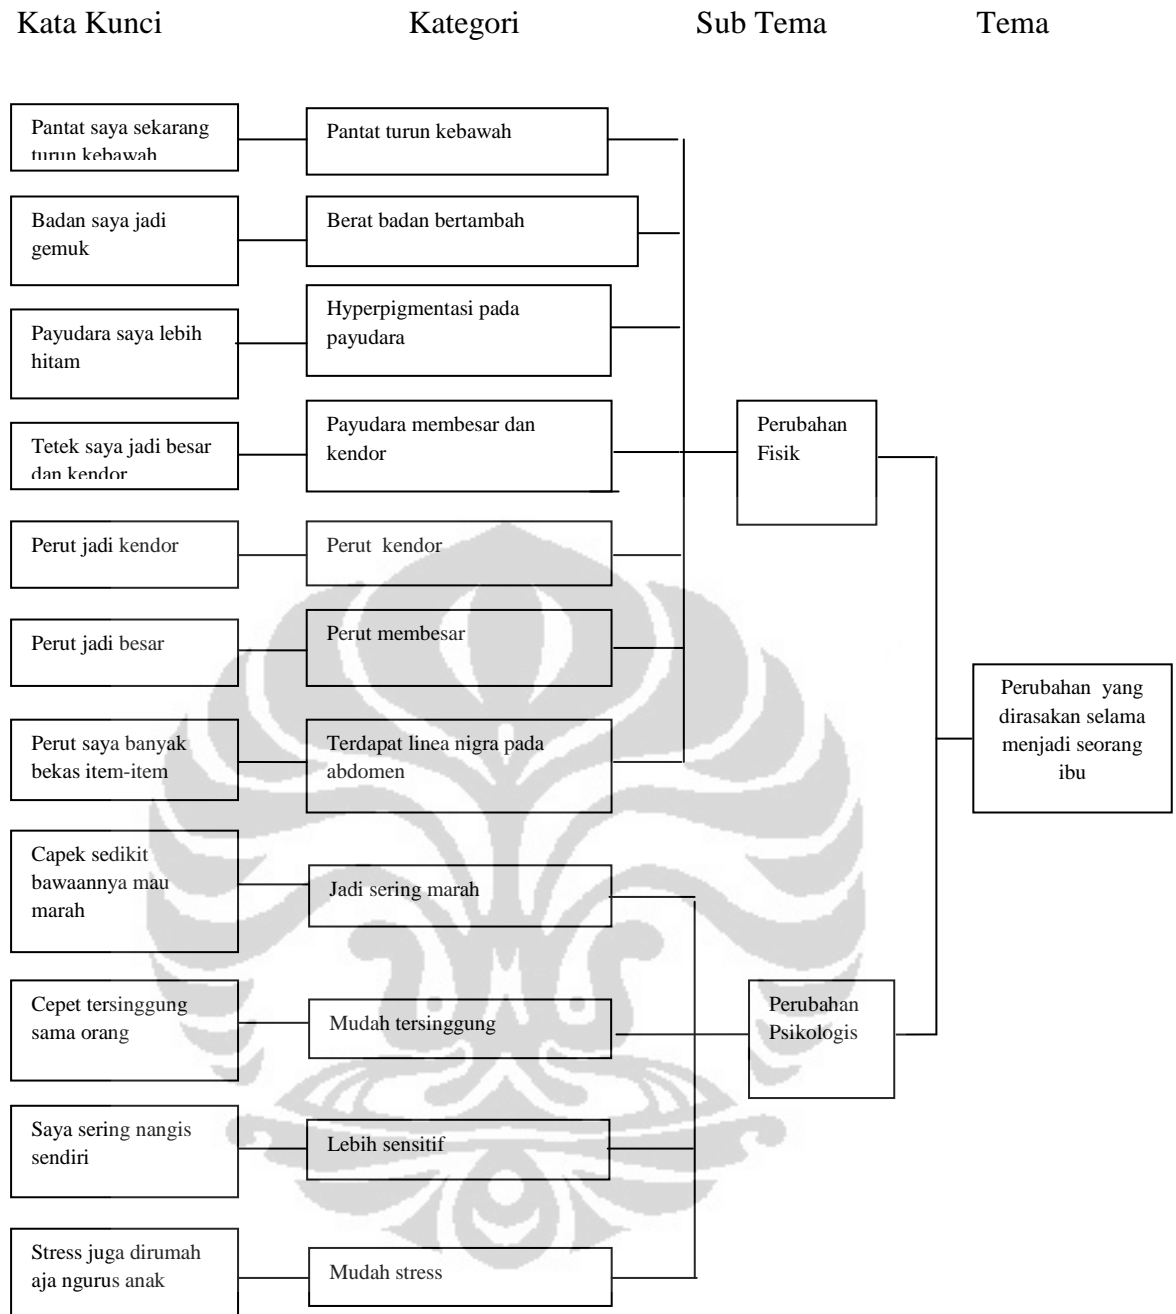 Kata Kunci Kategori Sub Tema Tema
Pantat saya sekarang
turun kebawah
Pantat turun kebawah
Badan saya jadi
gemuk
Berat badan bertambah
Payudara saya lebih
hitam
Hyperpigmentasi pada
payudara
Tetek saya jadi besar
dan kendor
Payudara membesar dan
kendor
Perut jadi kendor
Perut kendor
Perut jadi besar
Perut membesar
Perut saya banyak
bekas item-item
Terdapat linea nigra pada
abdomen
Perubahan
Fisik
Capek sedikit
bawaannya mau
marah
Jadi sering marah
Cepet tersinggung
sama orang
Mudah tersinggung
Saya sering nangis
sendiri
Lebih sensitif
Stress juga dirumah
aja ngurus anak
Mudah stress
Perubahan
Psikologis
Perubahan yang
dirasakan selama
menjadi seorang
ibu